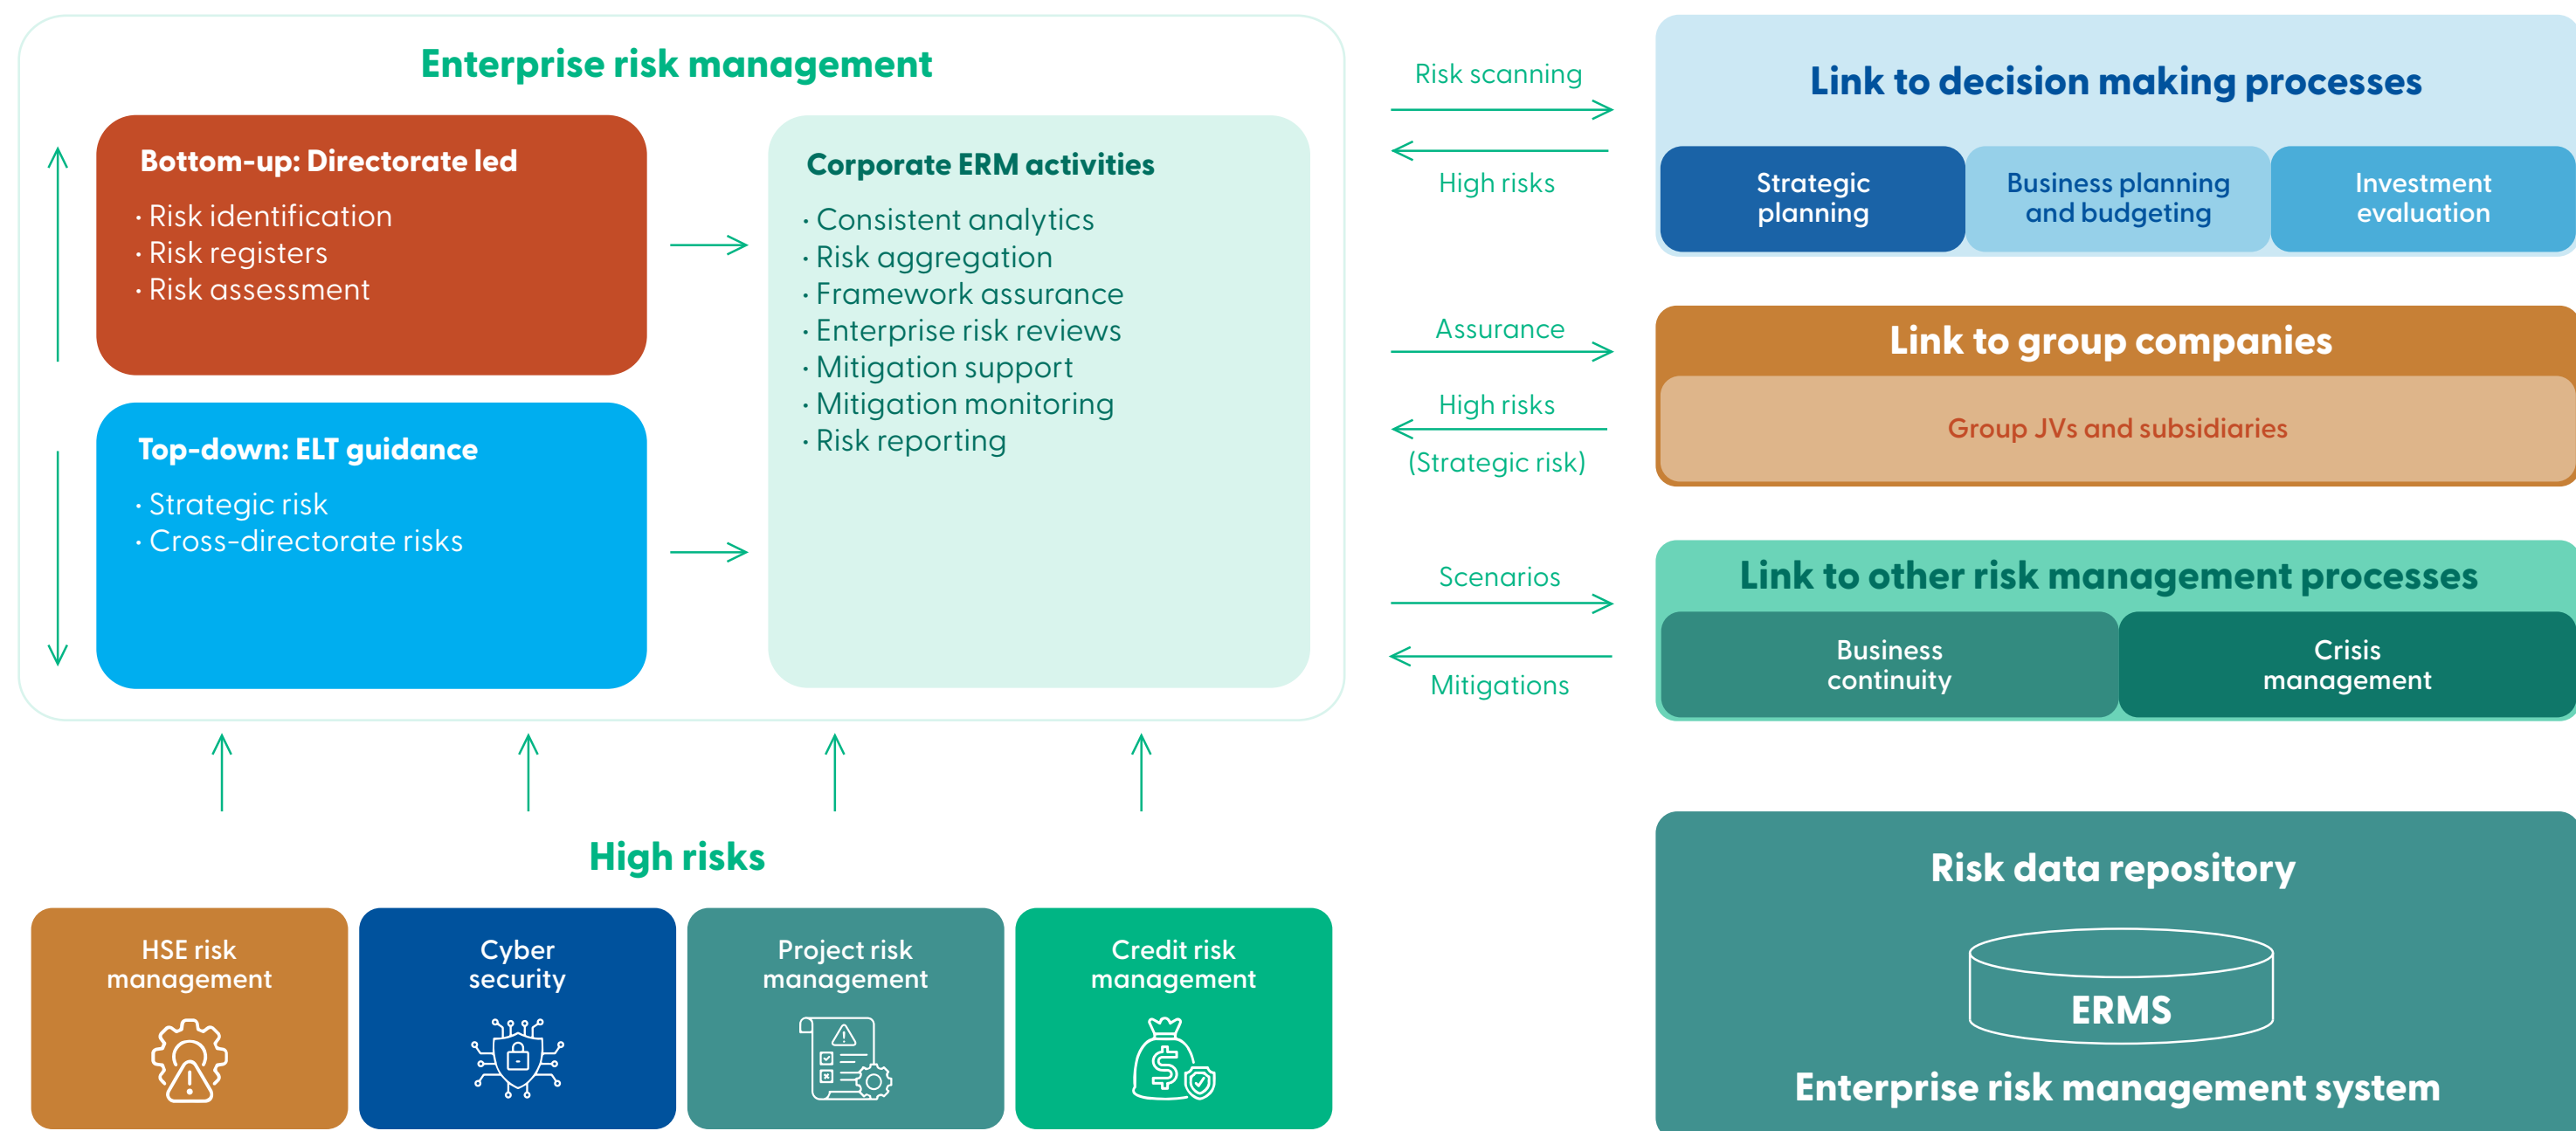 Enterprise risk management
Bottom-up: Directorate led
· Risk identification
· Risk registers
· Risk assessment
Top-down: ELT guidance
· Strategic risk
· Cross-directorate risks
Corporate ERM activities
· Consistent analytics
· Risk aggregation
· Framework assurance
· Enterprise risk reviews
· Mitigation support
· Mitigation monitoring
· Risk reporting
Risk scanning
High risks
Assurance
High risks
(Strategic risk)
Scenarios
Mitigations
Link to decision making processes
Strategic
planning
Business planning
and budgeting
Investment
evaluation
Link to group companies
Group JVs and subsidiaries
Link to other risk management processes
Business
continuity
Crisis
management
High risks
HSE risk
management
Cyber
security
Project risk
management
Credit risk
management
$
Risk data repository
ERMS
Enterprise risk management system